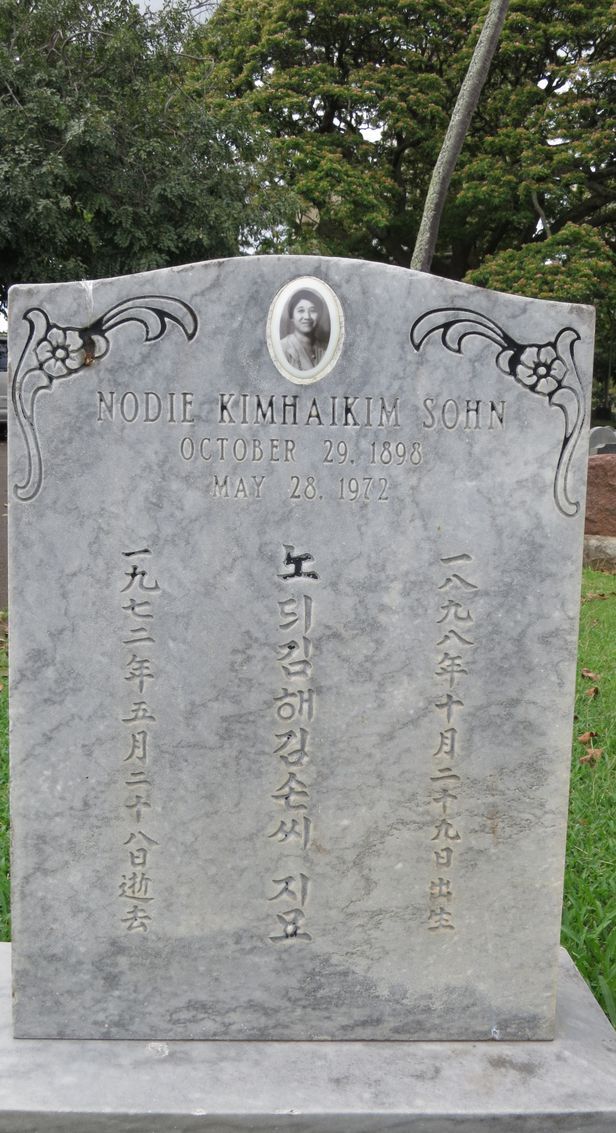 NODIE KIMHAIKIM SOHN
OCTOBER 29, 1898
MAY 28, 1972
一八九八年十月二十九日出生
노듸김해김손씨 지묘
一九七二年五月二十八日逝去